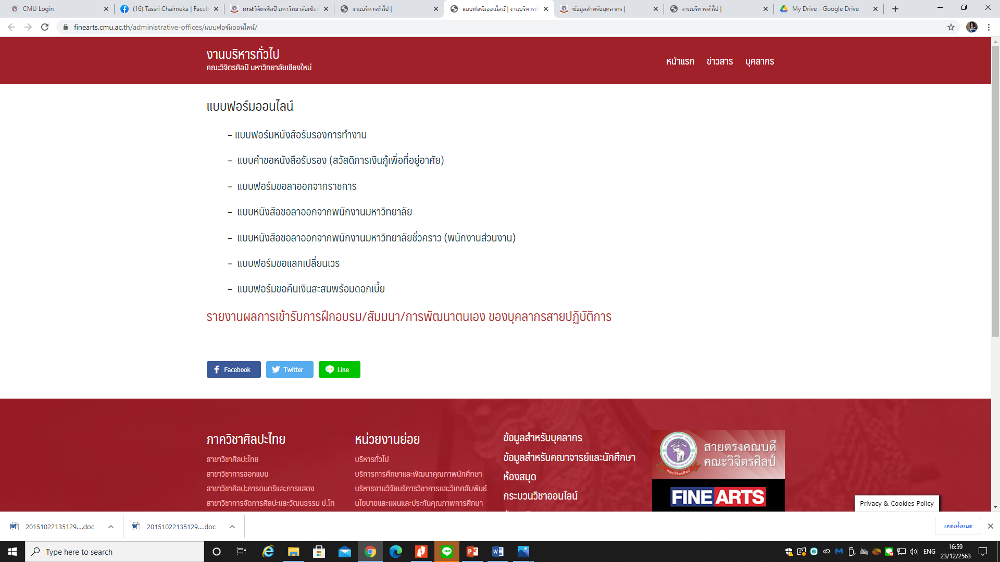 CMU Login
(16) Tassri Chaimeka | Faceb
คณะวิจิตรศิลป์ มหาวิทยาลัยเชียง
งานบริหารทั่วไป |
แบบฟอร์มออนไลน์ | งานบริหารทั่
ข้อมูลสำหรับบุคลากร |
งานบริหารทั่วไป |
My Drive - Google Drive
finearts.cmu.ac.th/administrative-offices/แบบฟอร์มออนไลน์/
งานบริหารทั่วไป
คณะวิจิตรศิลป์ มหาวิทยาลัยเชียงใหม่
หน้าแรก ข่าวสาร บุคลากร
แบบฟอร์มออนไลน์
– แบบฟอร์มหนังสือรับรองการทำงาน
– แบบคำขอหนังสือรับรอง (สวัสดิการเงินกู้เพื่อที่อยู่อาศัย)
– แบบฟอร์มขอลาออกจากราชการ
– แบบหนังสือขอลาออกจากพนักงานมหาวิทยาลัย
– แบบหนังสือขอลาออกจากพนักงานมหาวิทยาลัยชั่วคราว (พนักงานส่วนงาน)
– แบบฟอร์มขอแลกเปลี่ยนเวร
– แบบฟอร์มขอคืนเงินสะสมพร้อมดอกเบี้ย
รายงานผลการเข้ารับการฝึกอบรม/สัมมนา/การพัฒนาตนเอง ของบุคลากรสายปฏิบัติการ
Facebook Twitter Line
ภาควิชาศิลปะไทย
สาขาวิชาศิลปะไทย
สาขาวิชาการออกแบบ
สาขาวิชาศิลปะการดนตรีและการแสดง
สาขาวิชาการจัดการศิลปะและวัฒนธรรม ป.โท
หน่วยงานย่อย
บริหารทั่วไป
บริการการศึกษาและพัฒนาคุณภาพนักศึกษา
บริหารงานวิจัยบริการวิชาการและวิเทศสัมพันธ์
นโยบายและแผนและประกันคุณภาพการศึกษา
ข้อมูลสำหรับบุคลากร
ข้อมูลสำหรับคณาจารย์และนักศึกษา
ห้องสมุด
กระบวนวิชาออนไลน์
สายตรงคณบดี
คณะวิจิตรศิลป์
FINE ARTS
Privacy & Cookies Policy
20151022135129....doc
20151022135129....doc
แสดงทั้งหมด
Type here to search
ENG
16:59
23/12/2563